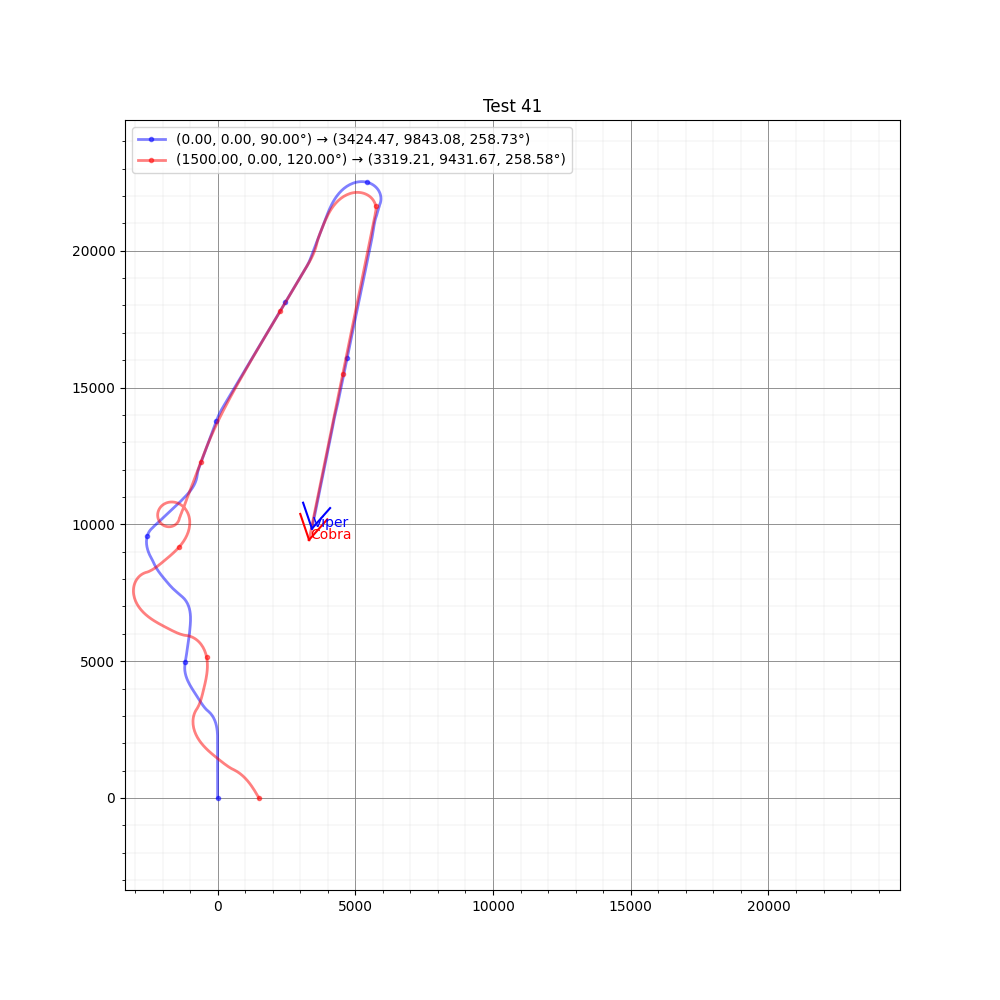 Test 41
(0.00, 0.00, 90.00°) → (3424.47, 9843.08, 258.73°)
(1500.00, 0.00, 120.00°) → (3319.21, 9431.67, 258.58°)
20000
15000
10000
5000
0
Viper
Cobra
0
5000
10000
15000
20000